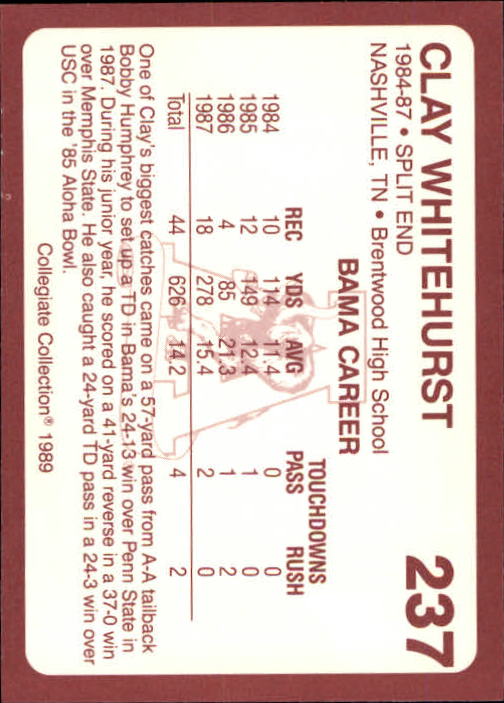 CLAY WHITEHURST 237
1984-87 • SPLIT END
NASHVILLE, TN • Brentwood High School
BAMA CAREER
TOUCHDOWNS
REC YDS AVG PASS RUSH
1984 10 114 11.4 0 0
1985 12 149 12.4 1 0
1986 4 85 21.3 1 2
1987 18 278 15.4 2 0
Total 44 626 14.2 4 2
One of Clay's biggest catches came on a 57-yard pass from A-A tailback
Bobby Humphrey to set up a TD in Bama's 24-13 win over Penn State in
1987. During his junior year, he scored on a 41-yard reverse in a 37-0 win
over Memphis State. He also caught a 24-yard TD pass in a 24-3 win over
USC in the '85 Aloha Bowl.
Collegiate Collection® 1989